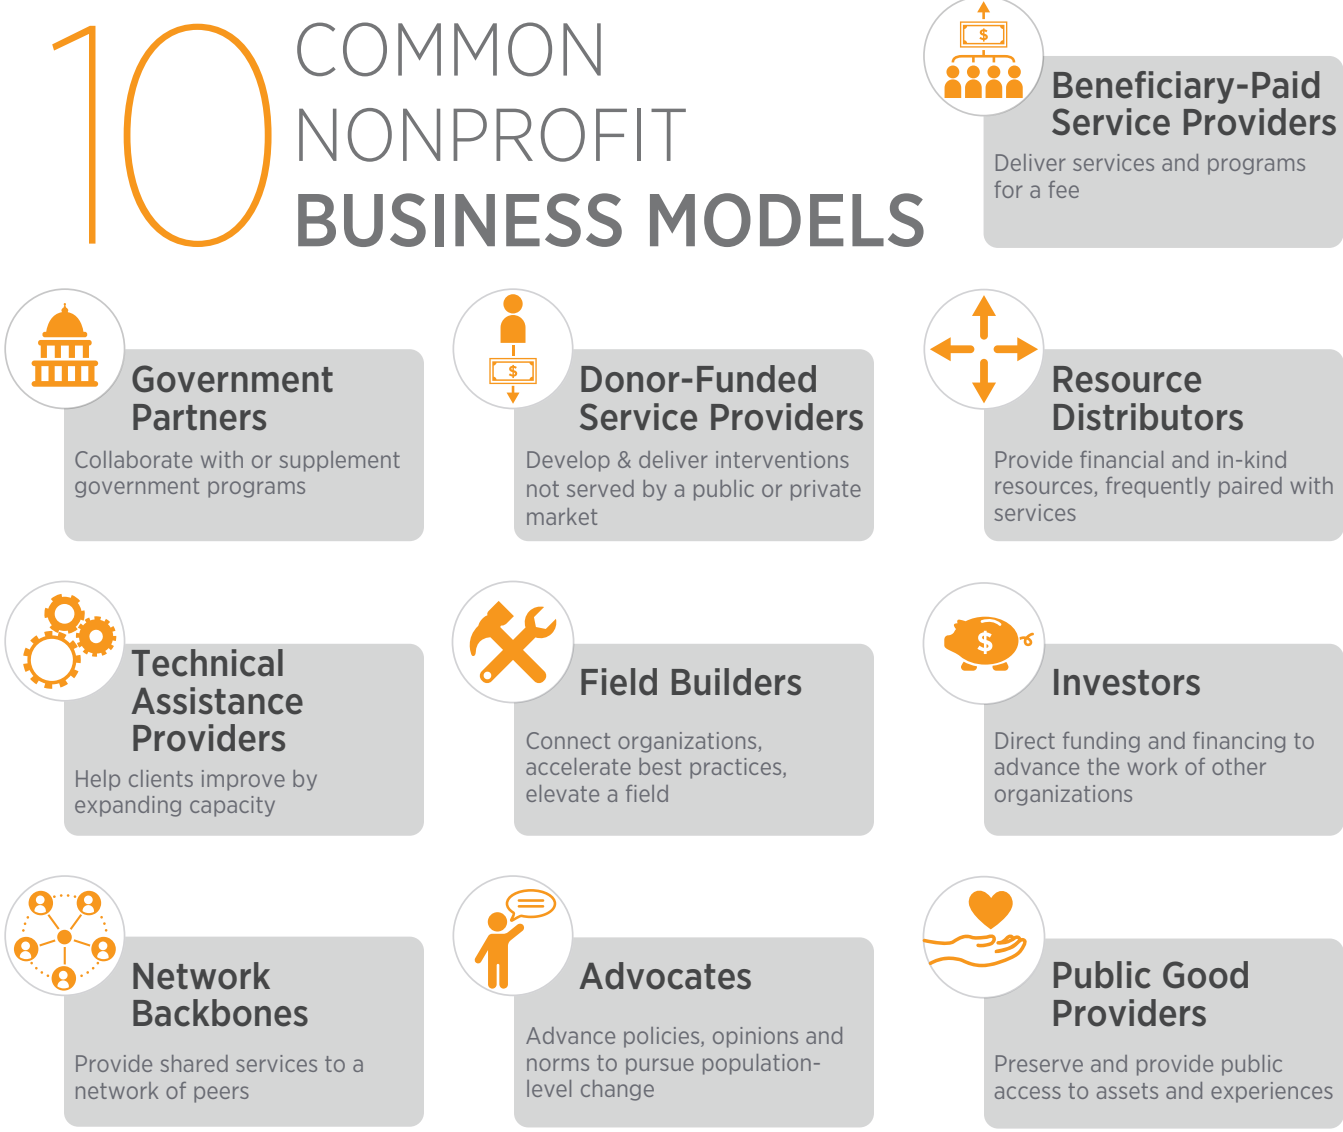 10
COMMON
NONPROFIT
BUSINESS MODELS
$
Beneficiary-Paid
Service Providers
Deliver services and programs
for a fee
Government
Partners
Collaborate with or supplement
government programs
$
Donor-Funded
Service Providers
Develop & deliver interventions
not served by a public or private
market
Resource
Distributors
Provide financial and in-kind
resources, frequently paired with
services
Technical
Assistance
Providers
Help clients improve by
expanding capacity
Field Builders
Connect organizations,
accelerate best practices,
elevate a field
$
Investors
Direct funding and financing to
advance the work of other
organizations
Network
Backbones
Provide shared services to a
network of peers
Advocates
Advance policies, opinions and
norms to pursue population-
level change
Public Good
Providers
Preserve and provide public
access to assets and experiences